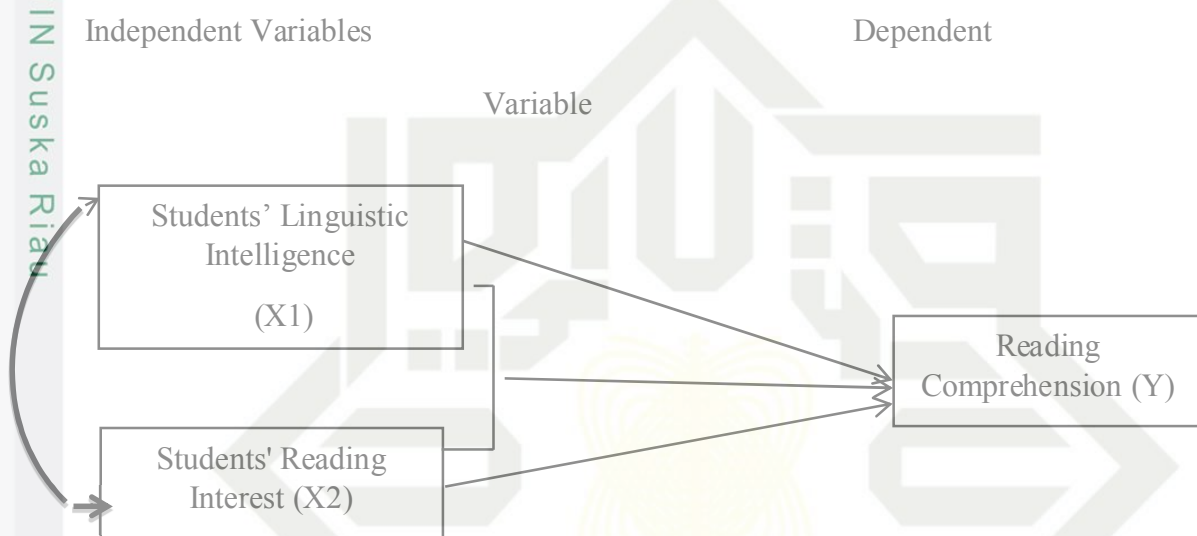 IN Suska Riau
Independent Variables Dependent
Variable
Students’ Linguistic
Intelligence
(X1)
Reading
Comprehension (Y)
Students' Reading
Interest (X2)